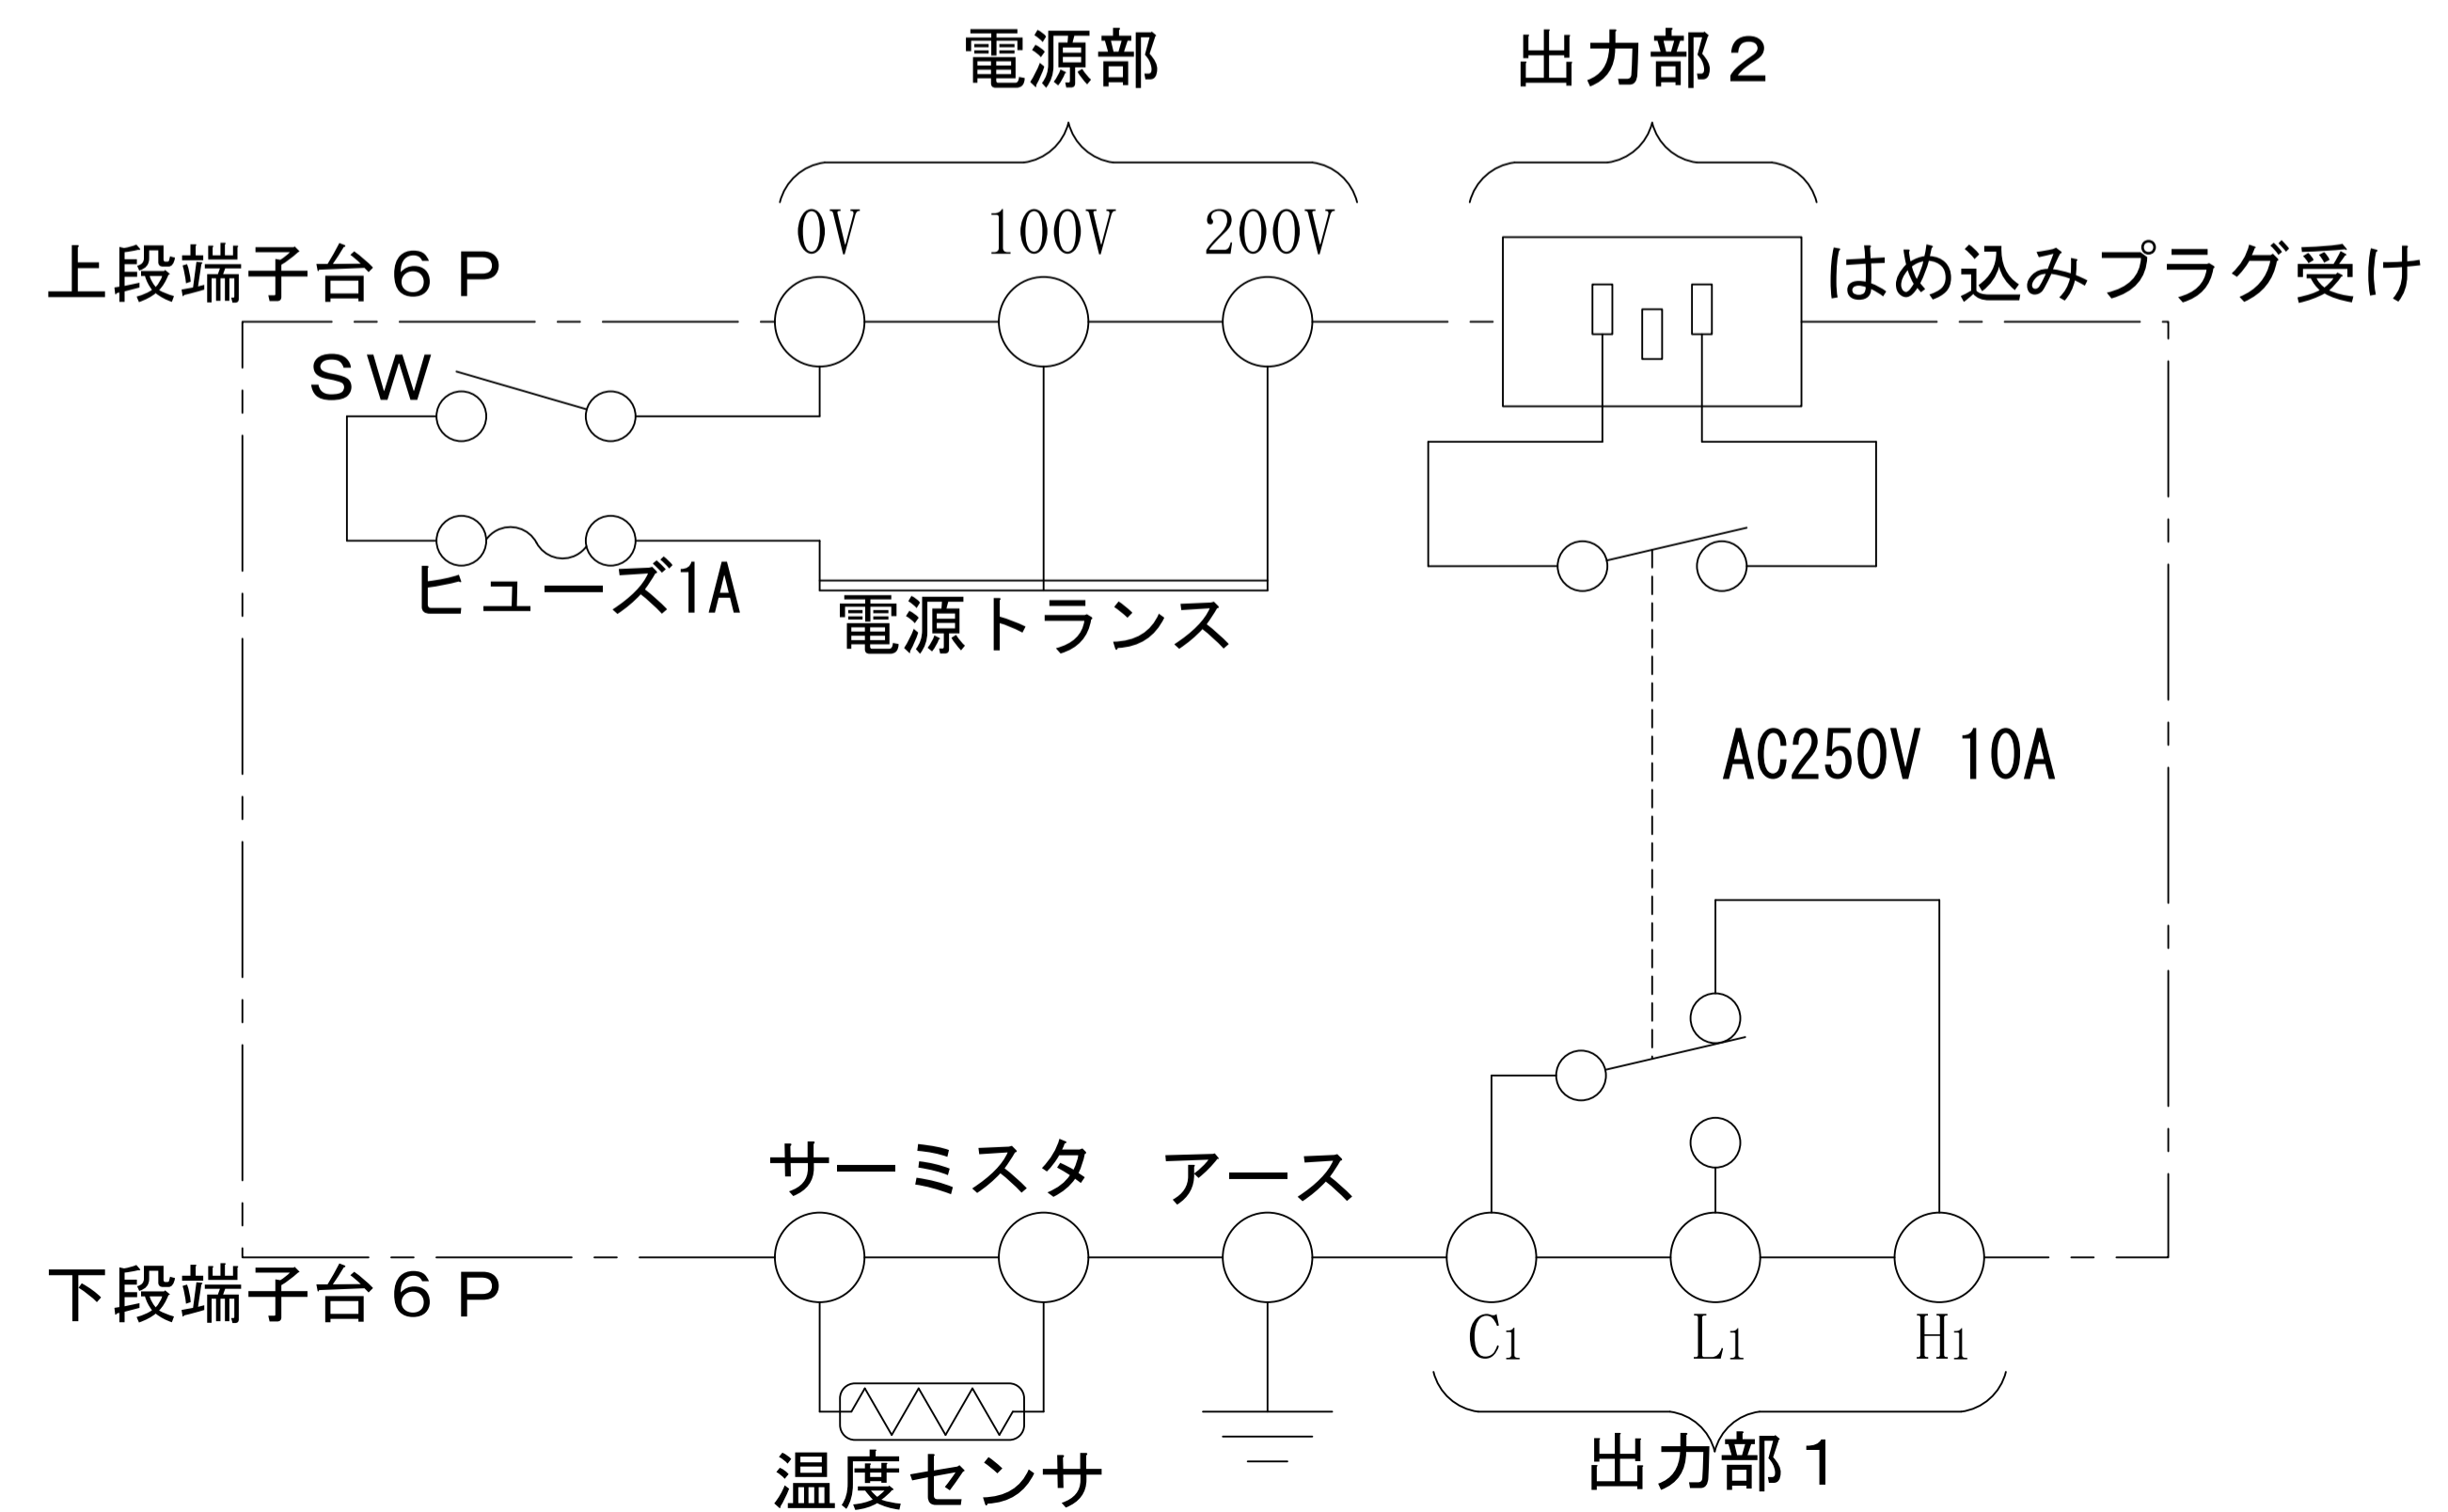 電源部
出力部２
0V
100V
200V
上段端子台６Ｐ
はめ込みプラグ受け
ＳＷ
ヒューズ1A
電源トランス
AC250V 10A
サーミスタ
アース
下段端子台６Ｐ
C1
L1
H1
温度センサ
出力部1